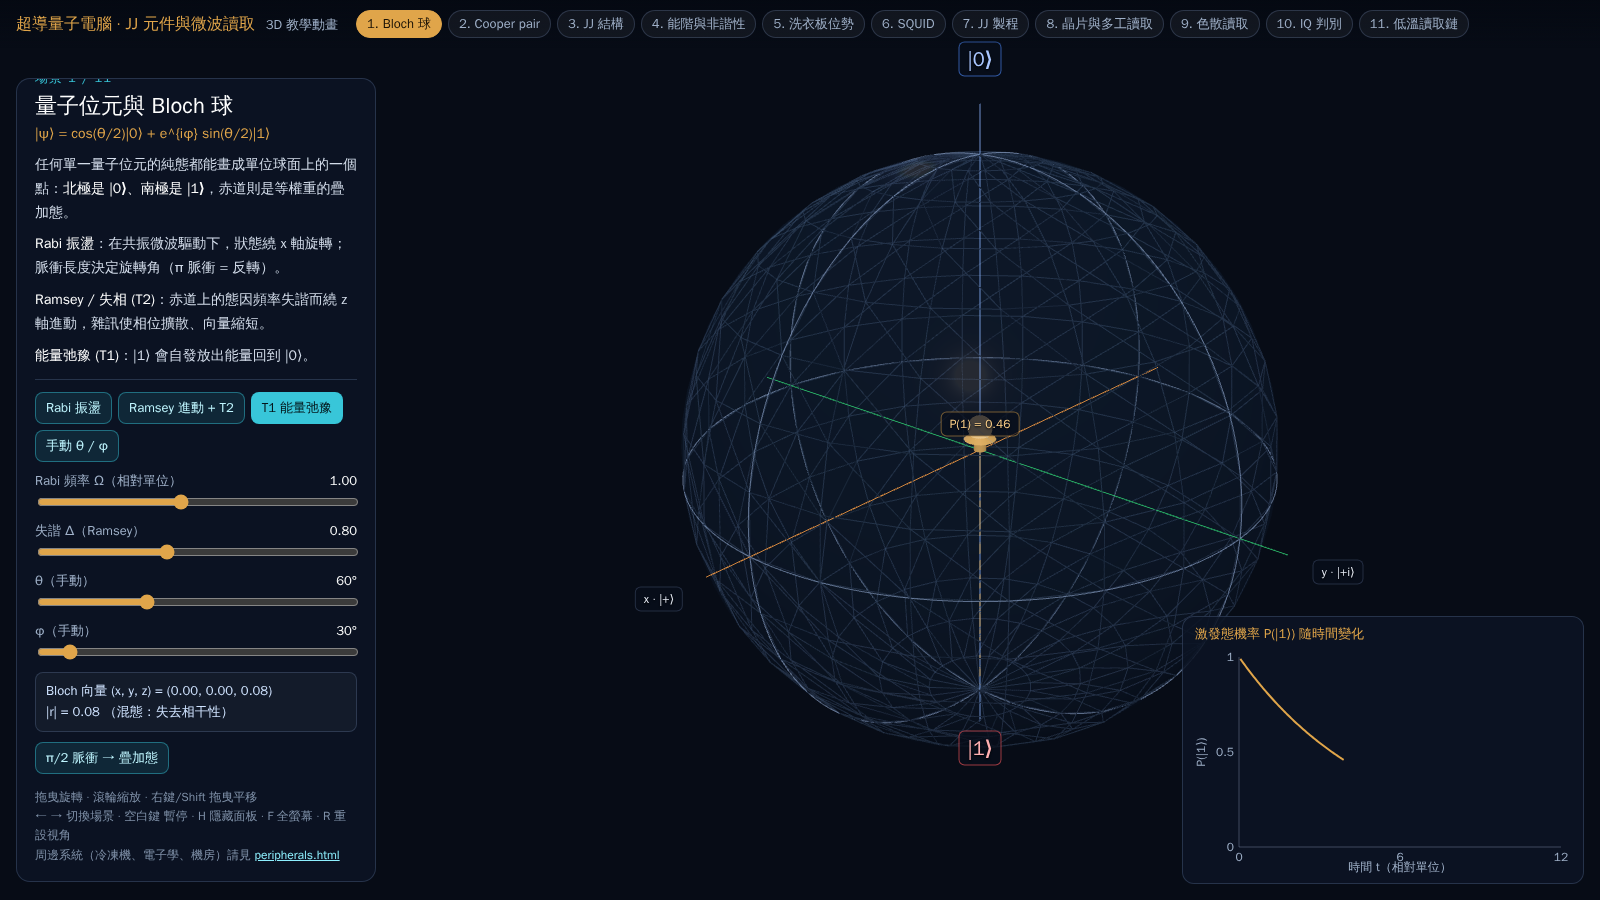 超導量子電腦 · JJ 元件與微波讀取 3D 教學動畫
1. Bloch 球
2. Cooper pair
3. JJ 結構
4. 能階與非諧性
5. 洗衣板位勢
6. SQUID
7. JJ 製程
8. 晶片與多工讀取
9. 色散讀取
10. IQ 判別
11. 低溫讀取鏈
場景 1 / 11
量子位元與 Bloch 球
|ψ⟩ = cos(θ/2)|0⟩ + e^{iφ} sin(θ/2)|1⟩
任何單一量子位元的純態都能畫成單位球面上的一個
點：北極是 |0⟩、南極是 |1⟩，赤道則是等權重的疊
加態。
Rabi 振盪：在共振微波驅動下，狀態繞 x 軸旋轉；
脈衝長度決定旋轉角（π 脈衝 = 反轉）。
Ramsey / 失相 (T2)：赤道上的態因頻率失諧而繞 z
軸進動，雜訊使相位擴散、向量縮短。
能量弛豫 (T1)：|1⟩ 會自發放出能量回到 |0⟩。
Rabi 振盪
Ramsey 進動 + T2
T1 能量弛豫
手動 θ / φ
Rabi 頻率 Ω（相對單位） 1.00
失諧 Δ（Ramsey） 0.80
θ（手動） 60°
φ（手動） 30°
Bloch 向量 (x, y, z) = (0.00, 0.00, 0.08)
|r| = 0.08 （混態：失去相干性）
π/2 脈衝 → 疊加態
拖曳旋轉 · 滾輪縮放 · 右鍵/Shift 拖曳平移
← → 切換場景 · 空白鍵 暫停 · H 隱藏面板 · F 全螢幕 · R 重
設視角
周邊系統（冷凍機、電子學、機房）請見 peripherals.html
|0⟩
P(1) = 0.46
x · |+⟩
y · |+i⟩
|1⟩
激發態機率 P(|1⟩) 隨時間變化
1
P(|1⟩)
0.5
0
0 6 12
時間 t（相對單位）